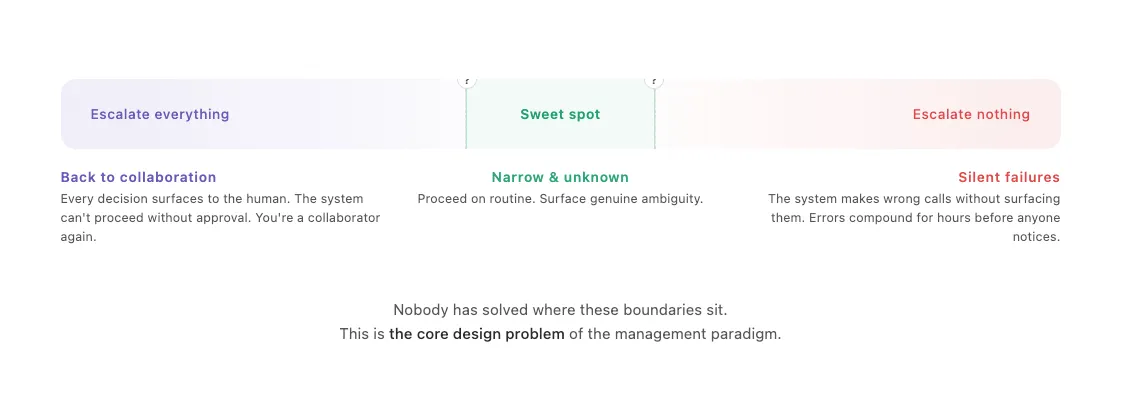 ?
?
Escalate everything
Sweet spot
Escalate nothing
Back to collaboration
Every decision surfaces to the human. The system
can't proceed without approval. You're a collaborator
again.
Narrow & unknown
Proceed on routine. Surface genuine ambiguity.
Silent failures
The system makes wrong calls without surfacing
them. Errors compound for hours before anyone
notices.
Nobody has solved where these boundaries sit.
This is the core design problem of the management paradigm.